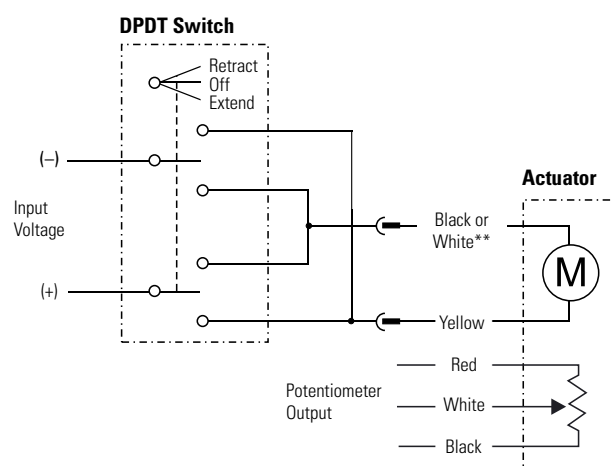 DPDT Switch
Retract
Off
Extend
(–)
Input
Voltage
(+)
Actuator
Black or
White**
M
Yellow
Red
Potentiometer
Output
White
Black